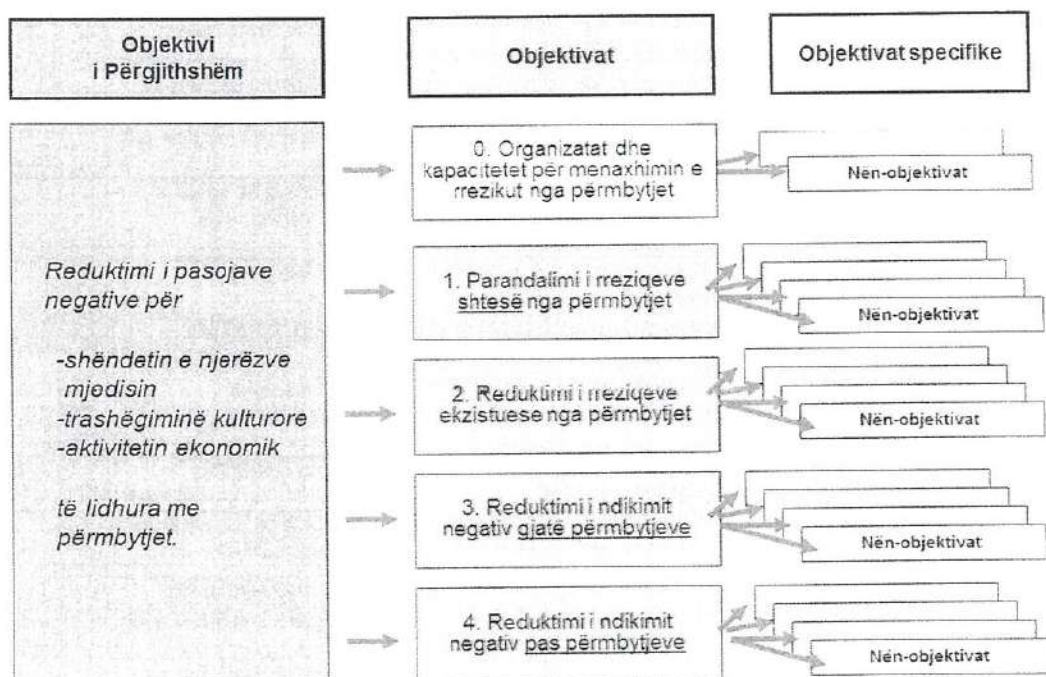 Objektivi
i Përgjithshëm
Objektivat
Objektivat specifike
Reduktimi i pasojave
negative për
-shëndetin e njerëzve
mjedisin
-trashëgiminë kulturore
-aktivitetin ekonomik
të lidhura me
përmbytjet.
0. Organizatat dhe
kapacitetet për menaxhimin e
rrezikut nga përmbytjet
Nën-objektivat
1. Parandalimi i rreziqeve
shtesë nga përmbytjet
Nën-objektivat
2. Reduktimi i rreziqeve
ekzistuese nga përmbytjet
Nën-objektivat
3. Reduktimi i ndikimit
negativ gjatë përmbytjeve
Nën-objektivat
4. Reduktimi i ndikimit
negativ pas përmbytjeve
Nën-objektivat